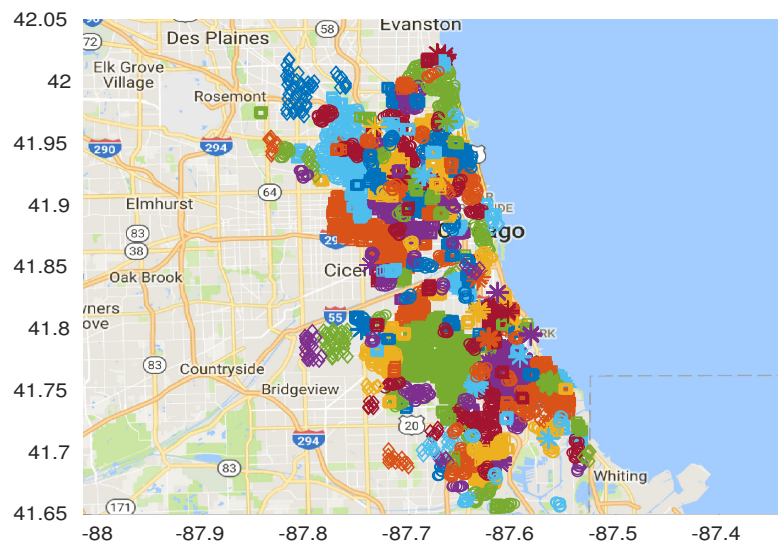 42.05
42
41.95
41.9
41.85
41.8
41.75
41.7
41.65
-88
-87.9
-87.8
-87.7
-87.6
-87.5
-87.4
Evanston
58
Des Plaines
72
Elk Grove
Village
Rosemont
290
294
64
Elmhurst
83
38
Oak Brook
55
83
Countryside
Bridgeview
20
294
83
Whiting
171